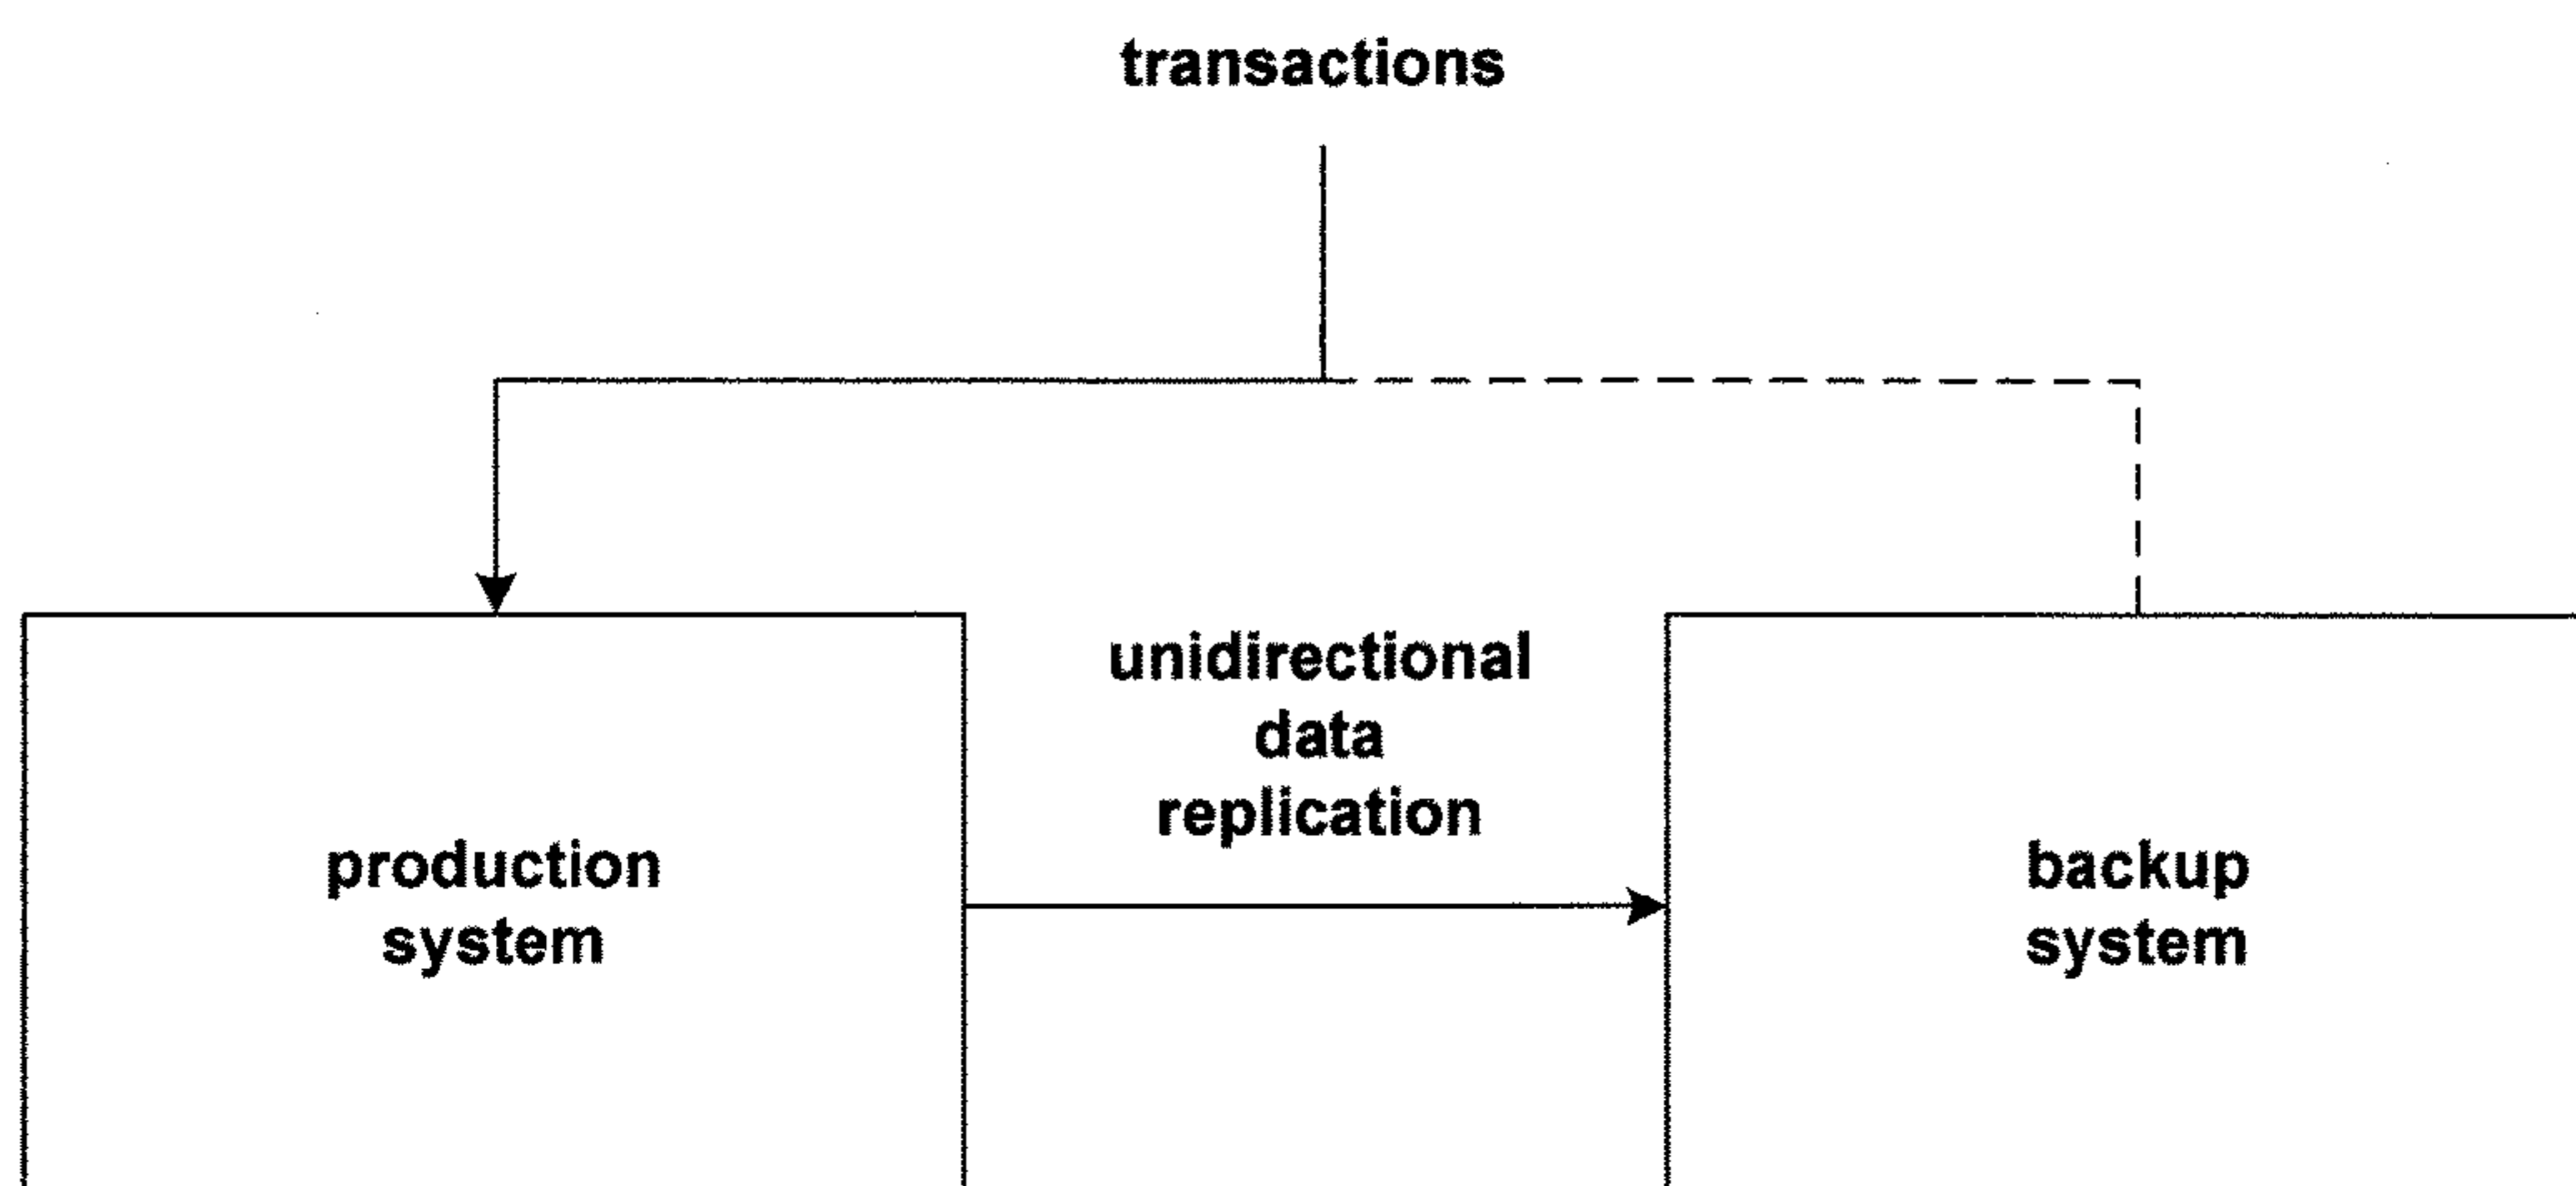 transactions
unidirectional
data
replication
production
system
backup
system